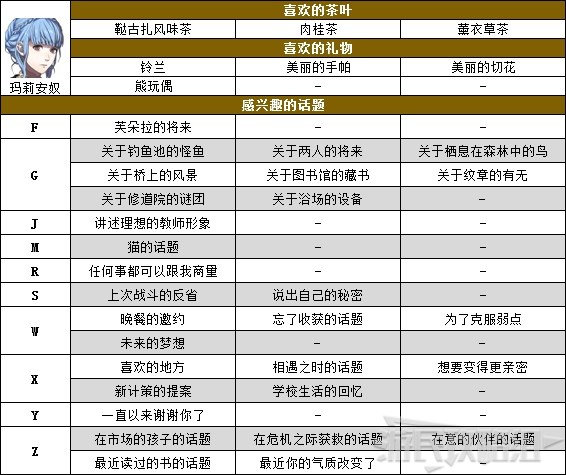 喜欢的茶叶
鞑古扎风味茶 肉桂茶 薰衣草茶
喜欢的礼物
铃兰 美丽的手帕 美丽的切花
玛莉安奴 熊玩偶 – –
感兴趣的话题
F 芙朵拉的将来 – –
关于钓鱼池的怪鱼 关于两人的将来 关于栖息在森林中的鸟
G 关于桥上的风景 关于图书馆的藏书 关于纹章的有无
关于修道院的谜团 关于浴场的设备 –
J 讲述理想的教师形象 – –
M 猫的话题 – –
R 任何事都可以跟我商量 – –
S 上次战斗的反省 说出自己的秘密 –
W 晚餐的邀约 忘了收获的话题 为了克服弱点
未来的梦想 – –
X 喜欢的地方 相遇之时的话题 想要变得更亲密
新计策的提案 学校生活的回忆 –
Y 一直以来谢谢你了 – –
Z 在市场的孩子的话题 在危机之际获救的话题 在意的伙伴的话题
最近读过的书的话题 最近你的气质改变了 –